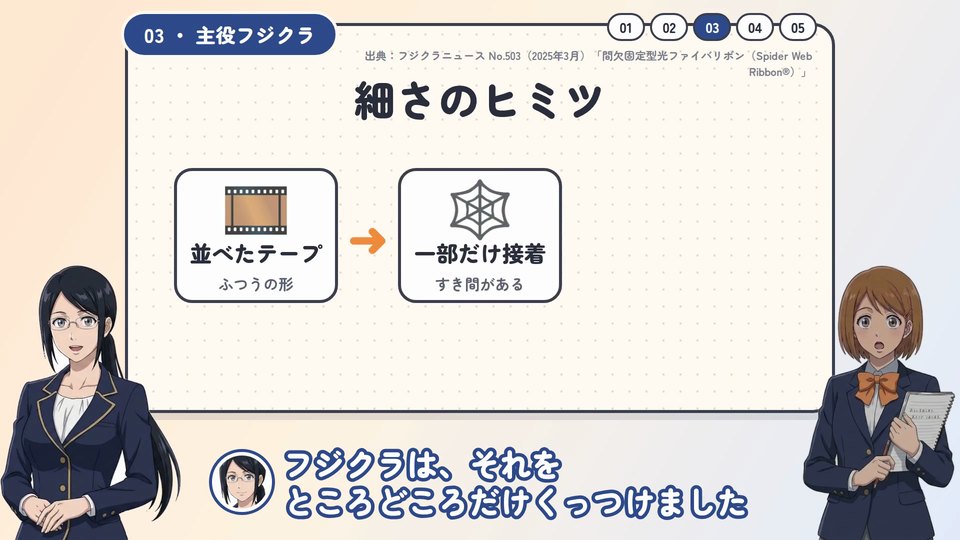 03 ・ 主役フジクラ
01 02 03 04 05
出典：フジクラニュース No.503（2025年3月）「間欠固定型光ファイバリボン（Spider Web
Ribbon®）」
細さのヒミツ
並べたテープ
ふつうの形
一部だけ接着
すき間がある
フジクラは、それを
ところどころだけくっつけました